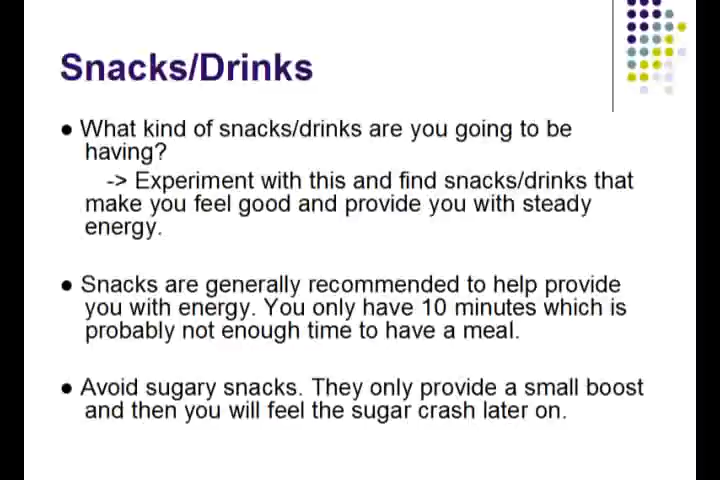 Snacks/Drinks
● What kind of snacks/drinks are you going to be
having?
-> Experiment with this and find snacks/drinks that
make you feel good and provide you with steady
energy.
● Snacks are generally recommended to help provide
you with energy. You only have 10 minutes which is
probably not enough time to have a meal.
● Avoid sugary snacks. They only provide a small boost
and then you will feel the sugar crash later on.